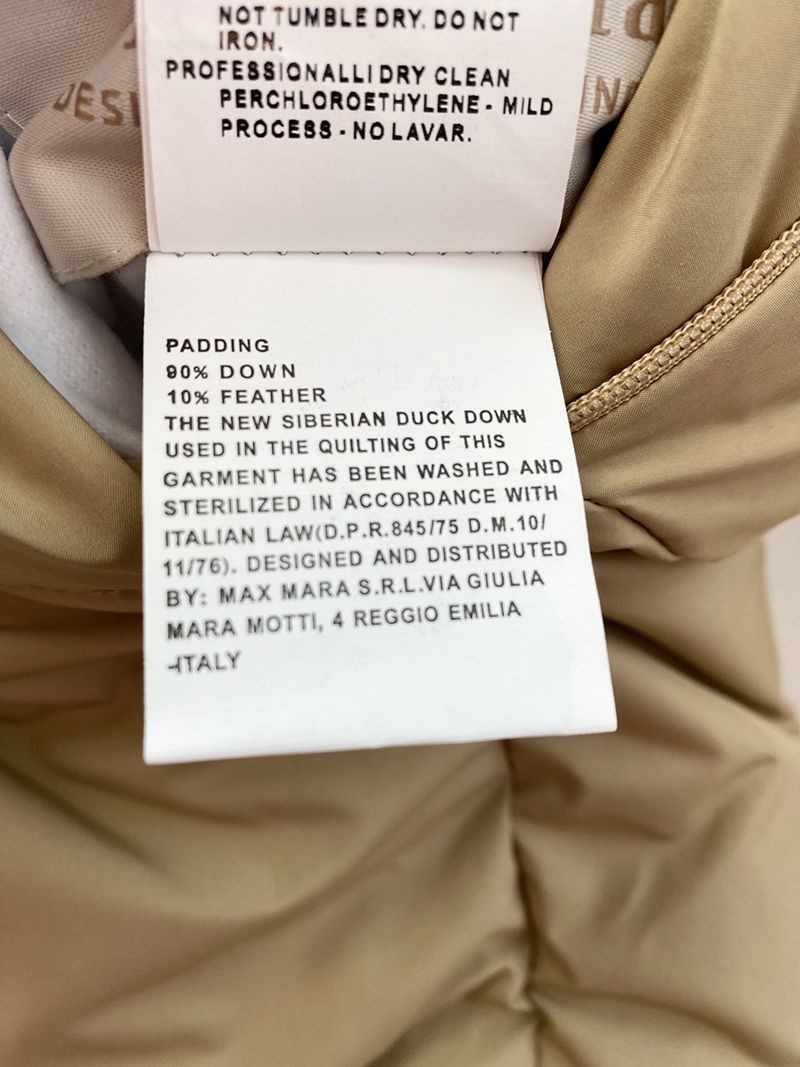 NOT TUMBLE DRY. DO NOT
IRON.
PROFESSIONALLI DRY CLEAN
PERCHLOROETHYLENE - MILD
PROCESS - NO LAVAR.
PADDING
90% DOWN
10% FEATHER
THE NEW SIBERIAN DUCK DOWN
USED IN THE QUILTING OF THIS
GARMENT HAS BEEN WASHED AND
STERILIZED IN ACCORDANCE WITH
ITALIAN LAW(D.P.R.845/75 D.M.10/
11/76). DESIGNED AND DISTRIBUTED
BY: MAX MARA S.R.L.VIA GIULIA
MARA MOTTI, 4 REGGIO EMILIA
-ITALY